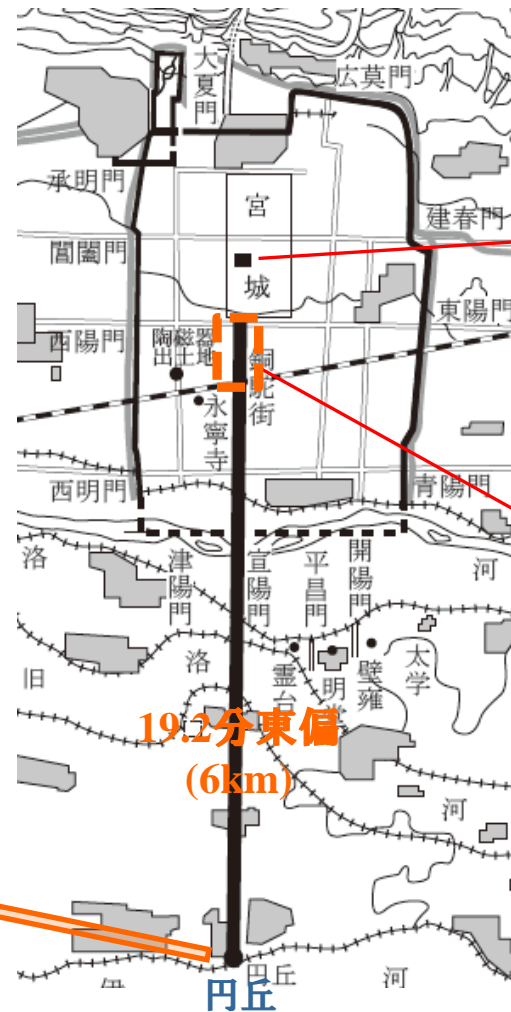 大夏門
広莫門
承明門
宮
建春門
閶闔門
城
東陽門
西陽門
陶磁器
出土地
銅駝街
永寧寺
西明門
青陽門
洛
津陽門
宣陽門
平昌門
開陽門
河
旧
洛
霊台
明堂
壁雍
太学
19.2分東偏
(6km)
河
円丘
河
円丘